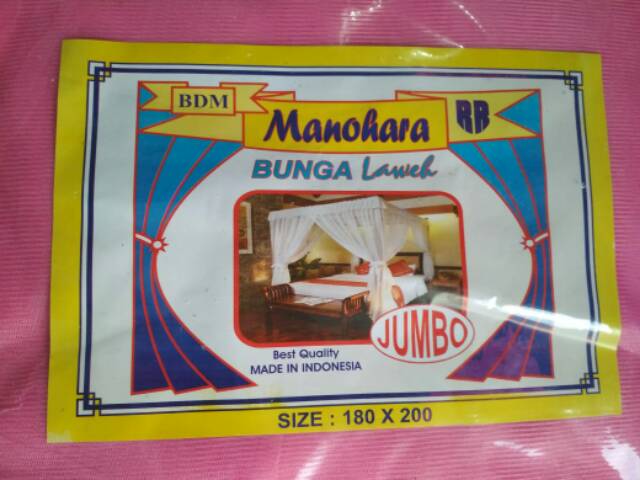 BDM
Manohara
RR
BUNGA Laweh
JUMBO
Best Quality
MADE IN INDONESIA
SIZE : 180 X 200